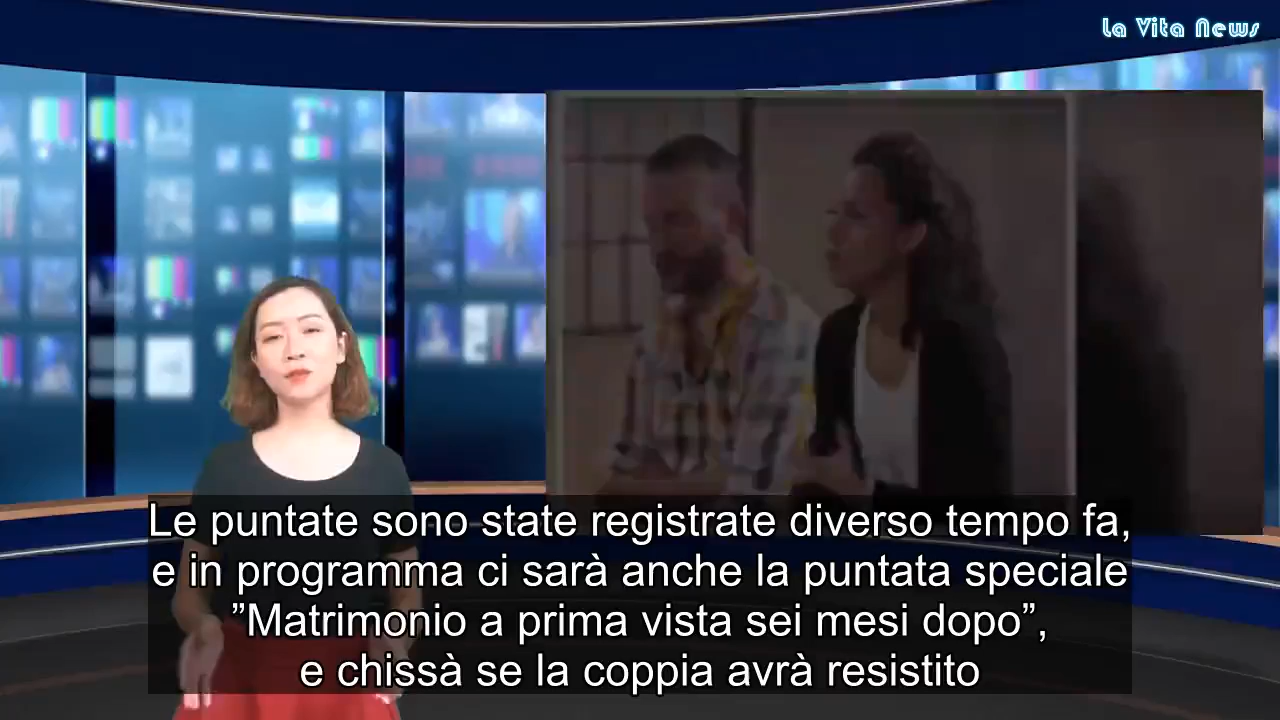 La Vita News
Le puntate sono state registrate diverso tempo fa,
e in programma ci sarà anche la puntata speciale
”Matrimonio a prima vista sei mesi dopo”,
e chissà se la coppia avrà resistito